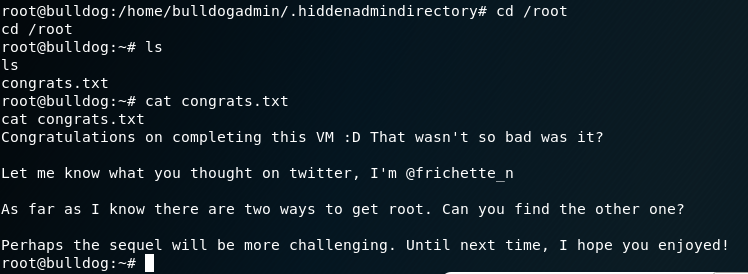 root@bulldog:/home/bulldogadmin/.hiddenadmindirectory# cd /root
cd /root
root@bulldog:~# ls
ls
congrats.txt
root@bulldog:~# cat congrats.txt
cat congrats.txt
Congratulations on completing this VM :D That wasn't so bad was it?
Let me know what you thought on twitter, I'm @frichette_n
As far as I know there are two ways to get root. Can you find the other one?
Perhaps the sequel will be more challenging. Until next time, I hope you enjoyed!
root@bulldog:~#